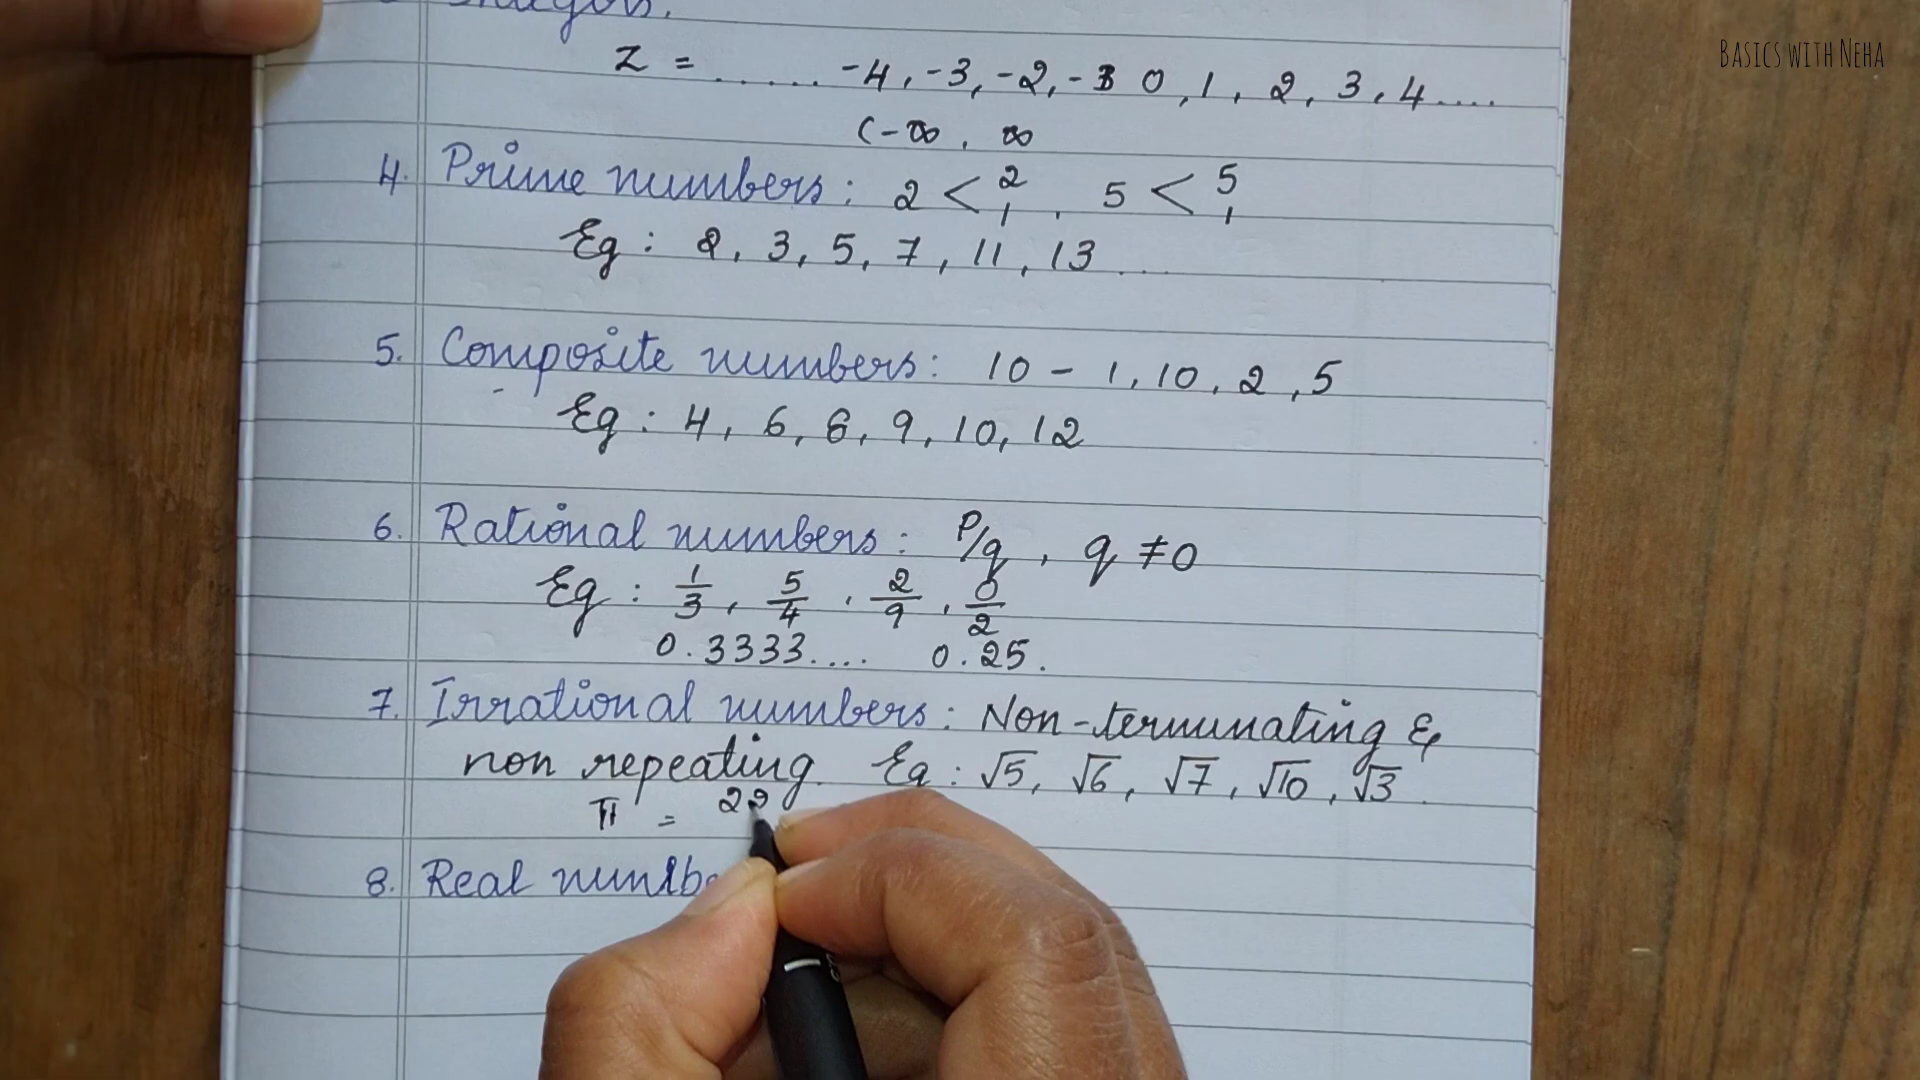 BASICS WITH NEHA
Z = ...... -4, -3, -2, - 0, 1, 2, 3, 4....
(-∞, ∞
4. Prime numbers: 2 < 2 1, 5 < 5 1
Eg: 2, 3, 5, 7, 11, 13 ...
5. Composite numbers: 10 - 1, 10, 2, 5
Eg: 4, 6, 8, 9, 10, 12
6. Rational numbers: P/q, q ≠ 0
Eg: 1/3, 5/4, 2/9, 0/2
0.3333.... 0.25.
7. Irrational numbers: Non-terminating &
non repeating. Eg: √5, √6, √7, √10, √3.
π = 22
8. Real